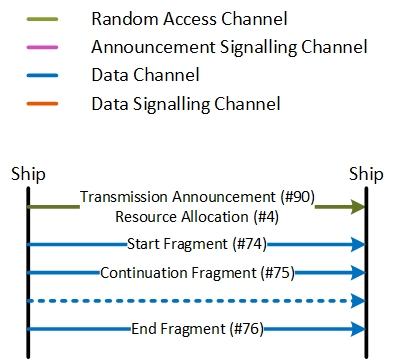 Random Access Channel
Announcement Signalling Channel
Data Channel
Data Signalling Channel
Ship Ship
Transmission Announcement (#90)
Resource Allocation (#4)
Start Fragment (#74)
Continuation Fragment (#75)
End Fragment (#76)